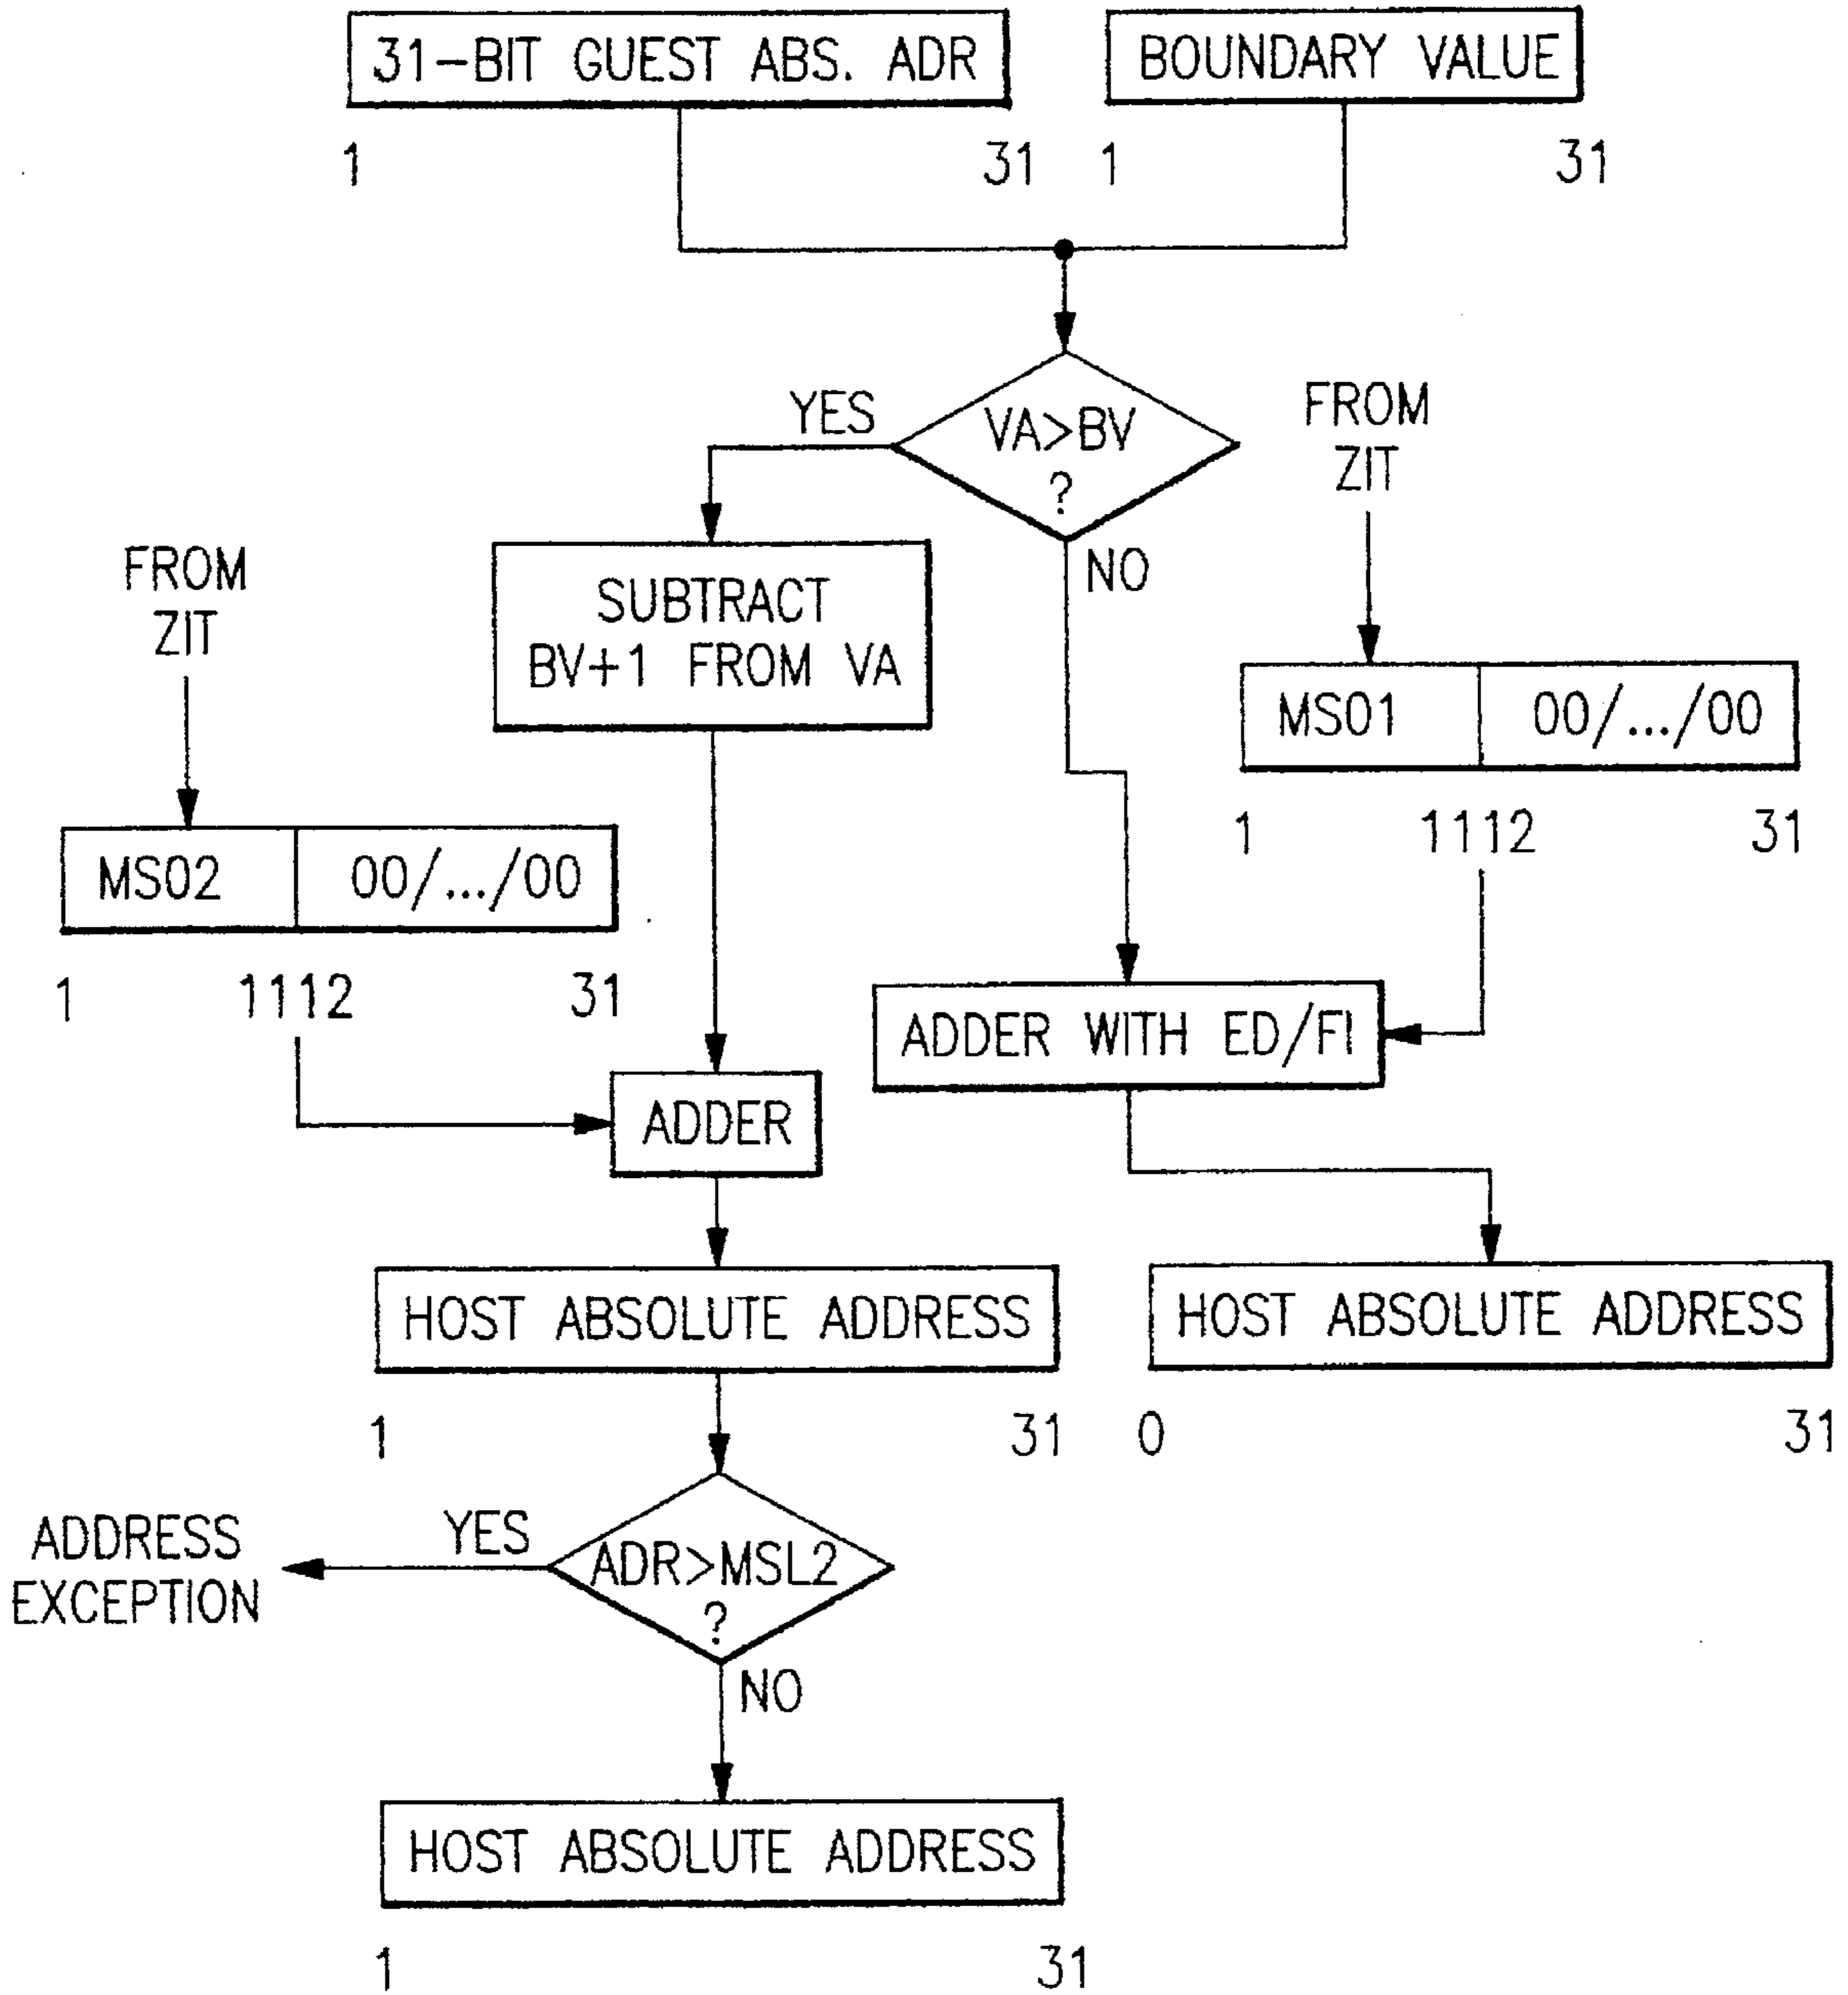 31-BIT GUEST ABS. ADR
BOUNDARY VALUE
1
31
1
31
VA>BV
?
YES
NO
FROM
ZIT
FROM
ZIT
SUBTRACT
BV+1 FROM VA
MSO1
00/.../00
1
1112
31
MSO2
00/.../00
1
1112
31
ADDER WITH ED/FI
ADDER
HOST ABSOLUTE ADDRESS
HOST ABSOLUTE ADDRESS
1
31
0
31
ADDRESS
EXCEPTION
YES
ADR>MSL2
?
NO
HOST ABSOLUTE ADDRESS
1
31